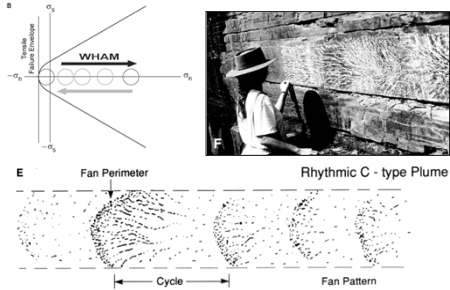 B
σs
Tensile
Failure Envelope
WHAM
−σn
σn
−σs
F
E
Fan Perimeter
Rhythmic C - type Plume
Cycle
Fan Pattern